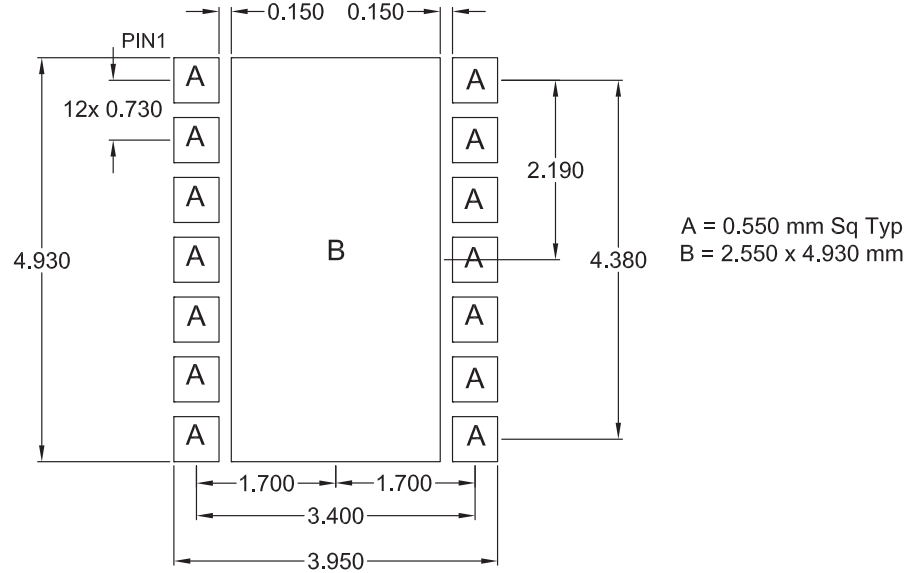 0.150 0.150
PIN1
A A
12x 0.730
A A
2.190
A A
A = 0.550 mm Sq Typ
B
4.930 A A 4.380
B = 2.550 x 4.930 mm
A A
A A
A A
1.700 1.700
3.400
3.950